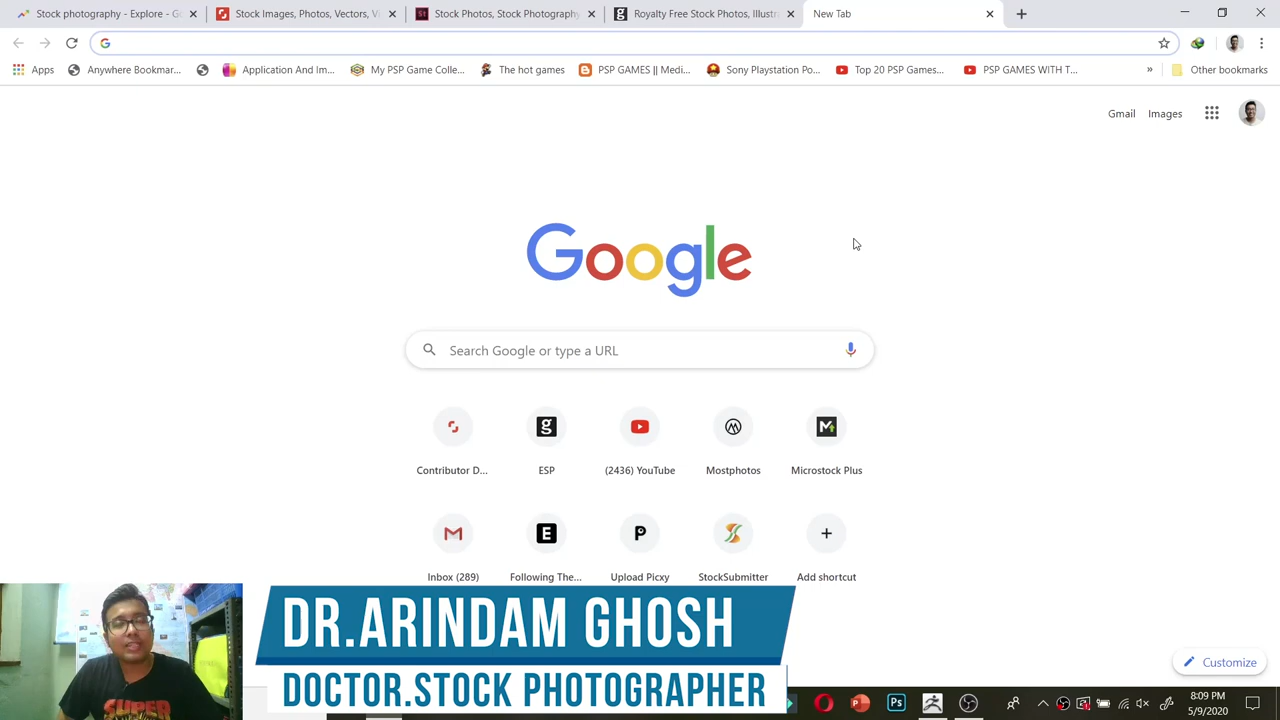 Stock photography - Explore - G
Stock Images, Photos, Vectors, V
Stock Photos, Stock Photography
Royalty Free Stock Photos, Illustr
New Tab
Apps
Anywhere Bookmar...
Application And Im...
My PSP Game Colle...
The hot games
PSP GAMES || Medi...
Sony Playstation Po...
Top 20 PSP Games...
PSP GAMES WITH T...
»
Other bookmarks
Gmail
Images
Google
Search Google or type a URL
Contributor D...
ESP
(2436) YouTube
Mostphotos
Microstock Plus
Inbox (289)
Following The...
Upload Picxy
StockSubmitter
Add shortcut
DR.ARINDAM GHOSH
DOCTOR.STOCK PHOTOGRAPHER
SUPER
Customize
Ps
8:09 PM
5/9/2020